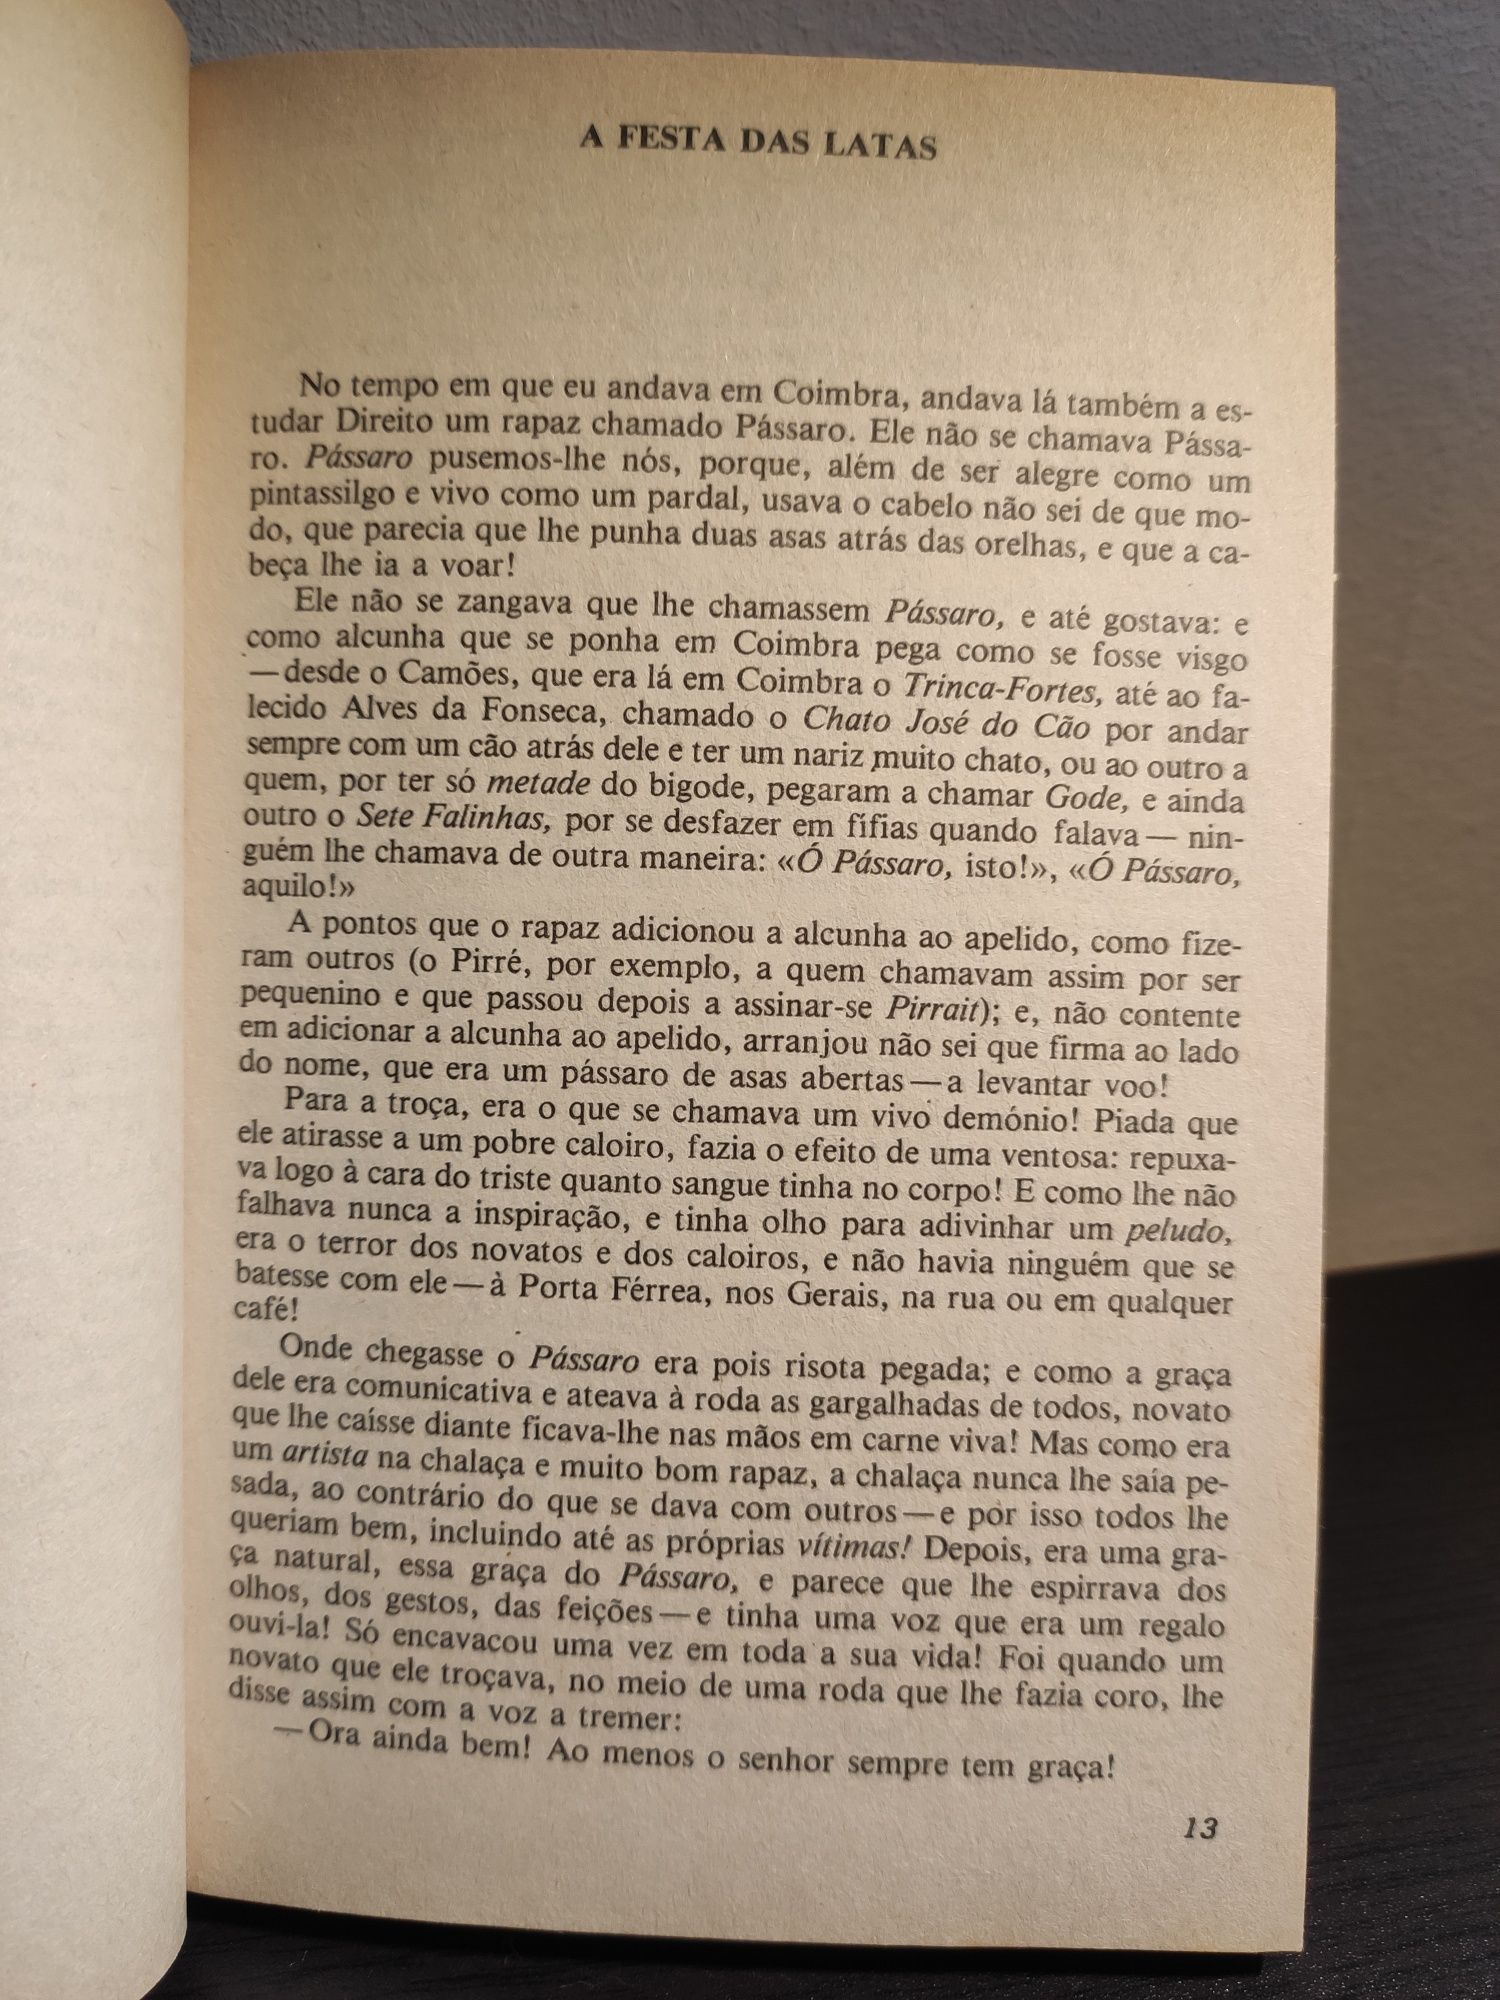 A FESTA DAS LATAS
No tempo em que eu andava em Coimbra, andava lá também a es-
tudar Direito um rapaz chamado Pássaro. Ele não se chamava Pássa-
ro. Pássaro pusemos-lhe nós, porque, além de ser alegre como um
pintassilgo e vivo como um pardal, usava o cabelo não sei de que mo-
do, que parecia que lhe punha duas asas atrás das orelhas, e que a ca-
beça lhe ia a voar!
Ele não se zangava que lhe chamassem Pássaro, e até gostava: e
como alcunha que se ponha em Coimbra pega como se fosse visgo
—desde o Camões, que era lá em Coimbra o Trinca-Fortes, até ao fa-
lecido Alves da Fonseca, chamado o Chato José do Cão por andar
sempre com um cão atrás dele e ter um nariz muito chato, ou ao outro a
quem, por ter só metade do bigode, pegaram a chamar Gode, e ainda
outro o Sete Falinhas, por se desfazer em fífias quando falava— nin-
guém lhe chamava de outra maneira: «Ó Pássaro, isto!», «Ó Pássaro,
aquilo!»
A pontos que o rapaz adicionou a alcunha ao apelido, como fize-
ram outros (o Pirré, por exemplo, a quem chamavam assim por ser
pequenino e que passou depois a assinar-se Pirrait); e, não contente
em adicionar a alcunha ao apelido, arranjou não sei que firma ao lado
do nome, que era um pássaro de asas abertas—a levantar voo!
Para a troça, era o que se chamava um vivo demónio! Piada que
ele atirasse a um pobre caloiro, fazia o efeito de uma ventosa: repuxa-
va logo à cara do triste quanto sangue tinha no corpo! E como lhe não
falhava nunca a inspiração, e tinha olho para adivinhar um peludo,
era o terror dos novatos e dos caloiros, e não havia ninguém que se
batesse com ele—à Porta Férrea, nos Gerais, na rua ou em qualquer
café!
Onde chegasse o Pássaro era pois risota pegada; e como a graça
dele era comunicativa e ateava à roda as gargalhadas de todos, novato
que lhe caísse diante ficava-lhe nas mãos em carne viva! Mas como era
um artista na chalaça e muito bom rapaz, a chalaça nunca lhe saía pe-
sada, ao contrário do que se dava com outros—e por isso todos lhe
queriam bem, incluindo até as próprias vítimas! Depois, era uma gra-
ça natural, essa graça do Pássaro, e parece que lhe espirrava dos
olhos, dos gestos, das feições—e tinha uma voz que era um regalo
ouvi-la! Só encavacou uma vez em toda a sua vida! Foi quando um
novato que ele troçava, no meio de uma roda que lhe fazia coro, lhe
disse assim com a voz a tremer:
—Ora ainda bem! Ao menos o senhor sempre tem graça!
13